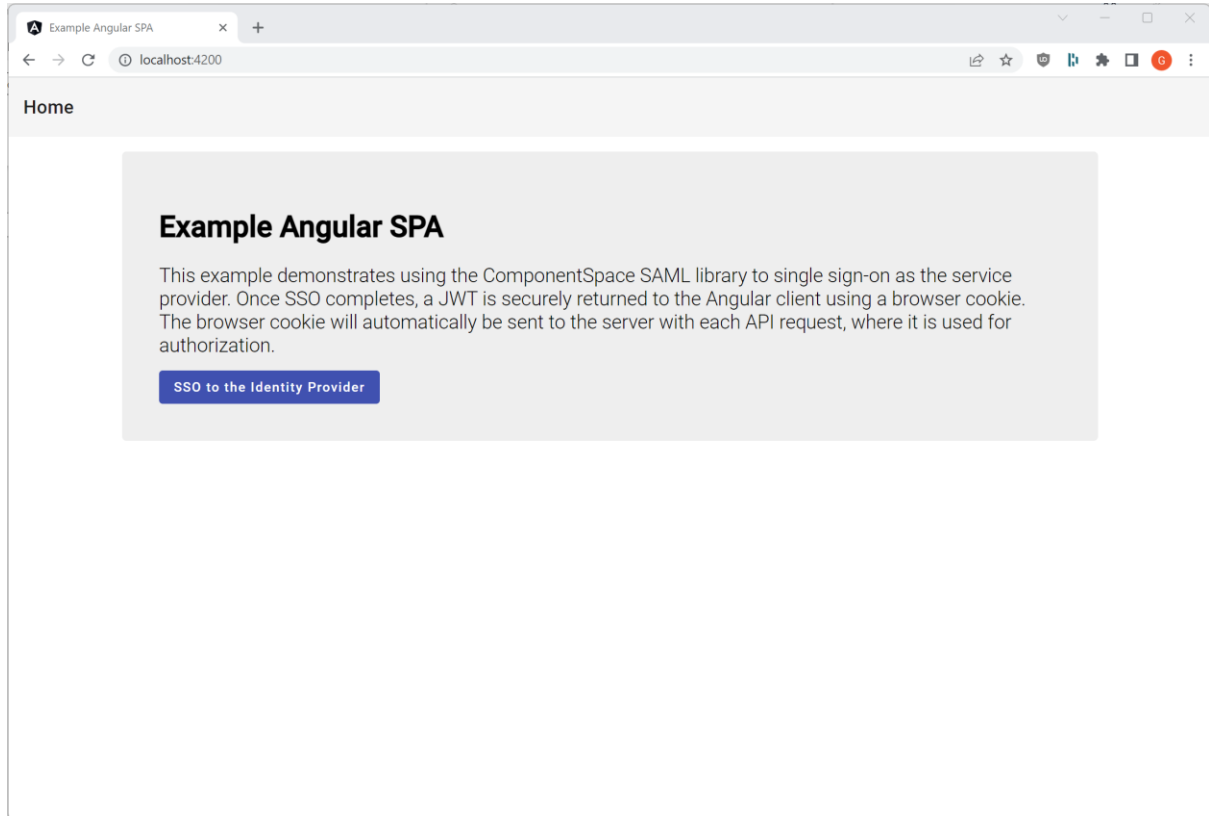 Example Angular SPA
localhost:4200
G
Home
Example Angular SPA
This example demonstrates using the ComponentSpace SAML library to single sign-on as the service
provider. Once SSO completes, a JWT is securely returned to the Angular client using a browser cookie.
The browser cookie will automatically be sent to the server with each API request, where it is used for
authorization.
SSO to the Identity Provider